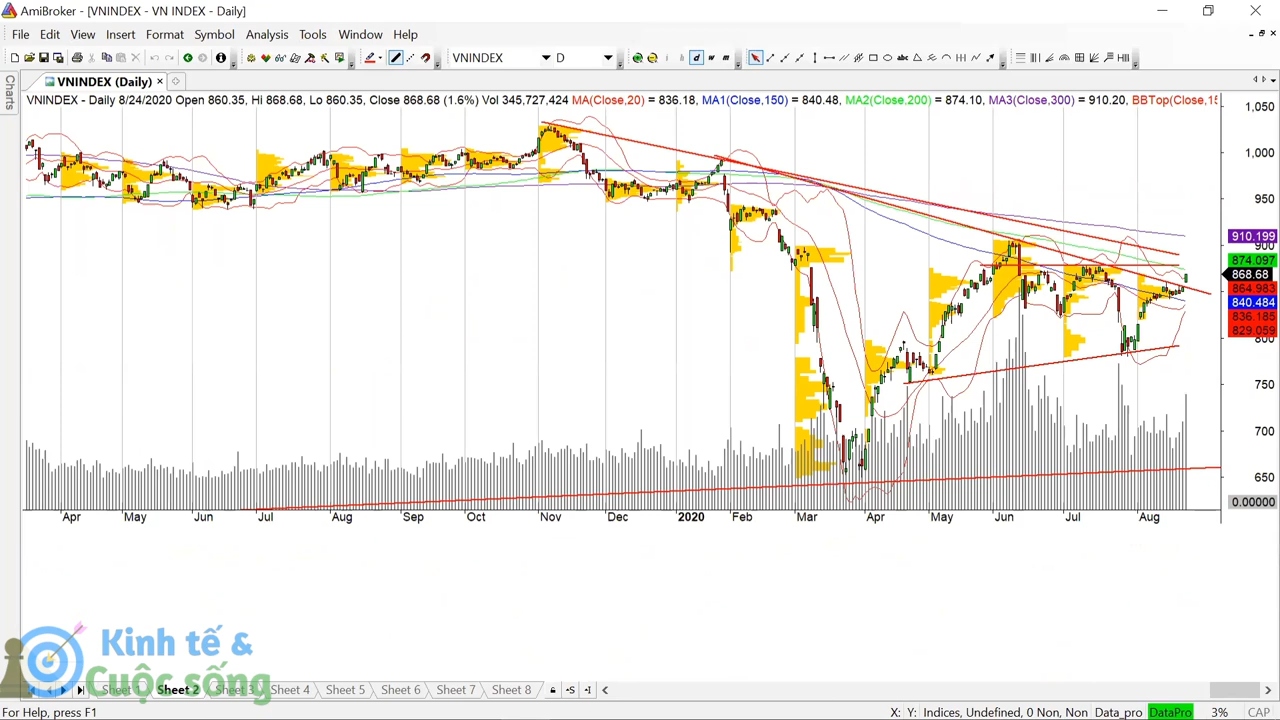 AmiBroker - [VNINDEX - VN INDEX - Daily]
File Edit View Insert Format Symbol Analysis Tools Window Help
VNINDEX D
Charts
VNINDEX (Daily)
VNINDEX - Daily 8/24/2020 Open 860.35, Hi 868.68, Lo 860.35, Close 868.68 (1.6%) Vol 345,727,424 MA(Close,20) = 836.18, MA1(Close,150) = 840.48, MA2(Close,200) = 874.10, MA3(Close,300) = 910.20, BBTop(Close,15
1,050
1,000
950
910.199
900
874.097
868.68
864.983
840.484
836.185
829.059
800
750
700
650
0.00000
Apr May Jun Jul Aug Sep Oct Nov Dec 2020 Feb Mar Apr May Jun Jul Aug
Kinh tế &
Cuộc sống
Sheet 1 Sheet 2 Sheet 3 Sheet 4 Sheet 5 Sheet 6 Sheet 7 Sheet 8
For Help, press F1 X: Y: Indices, Undefined, 0 Non, Non Data_pro DataPro 3% CAP